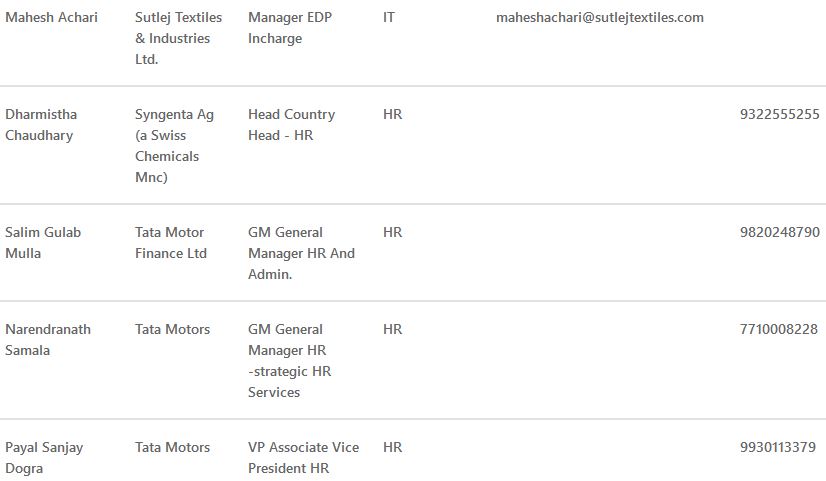 Mahesh Achari Sutlej Textiles Manager EDP IT maheshachari@sutlejtextiles.com
& Industries Incharge
Ltd.
Dharmistha Syngenta Ag Head Country HR 9322555255
Chaudhary (a Swiss Head - HR
Chemicals
Mnc)
Salim Gulab Tata Motor GM General HR 9820248790
Mulla Finance Ltd Manager HR And
Admin.
Narendranath Tata Motors GM General HR 7710008228
Samala Manager HR
-strategic HR
Services
Payal Sanjay Tata Motors VP Associate Vice HR 9930113379
Dogra President HR